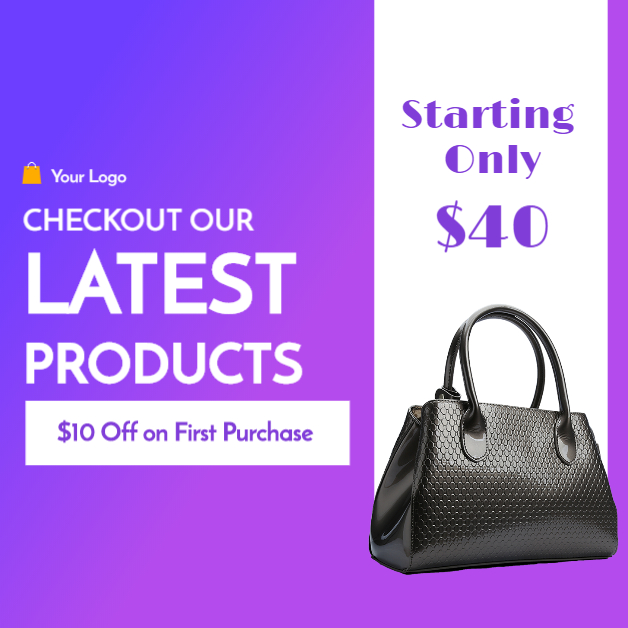 Your Logo
CHECKOUT OUR
LATEST
PRODUCTS
$10 Off on First Purchase
Starting
Only
$40